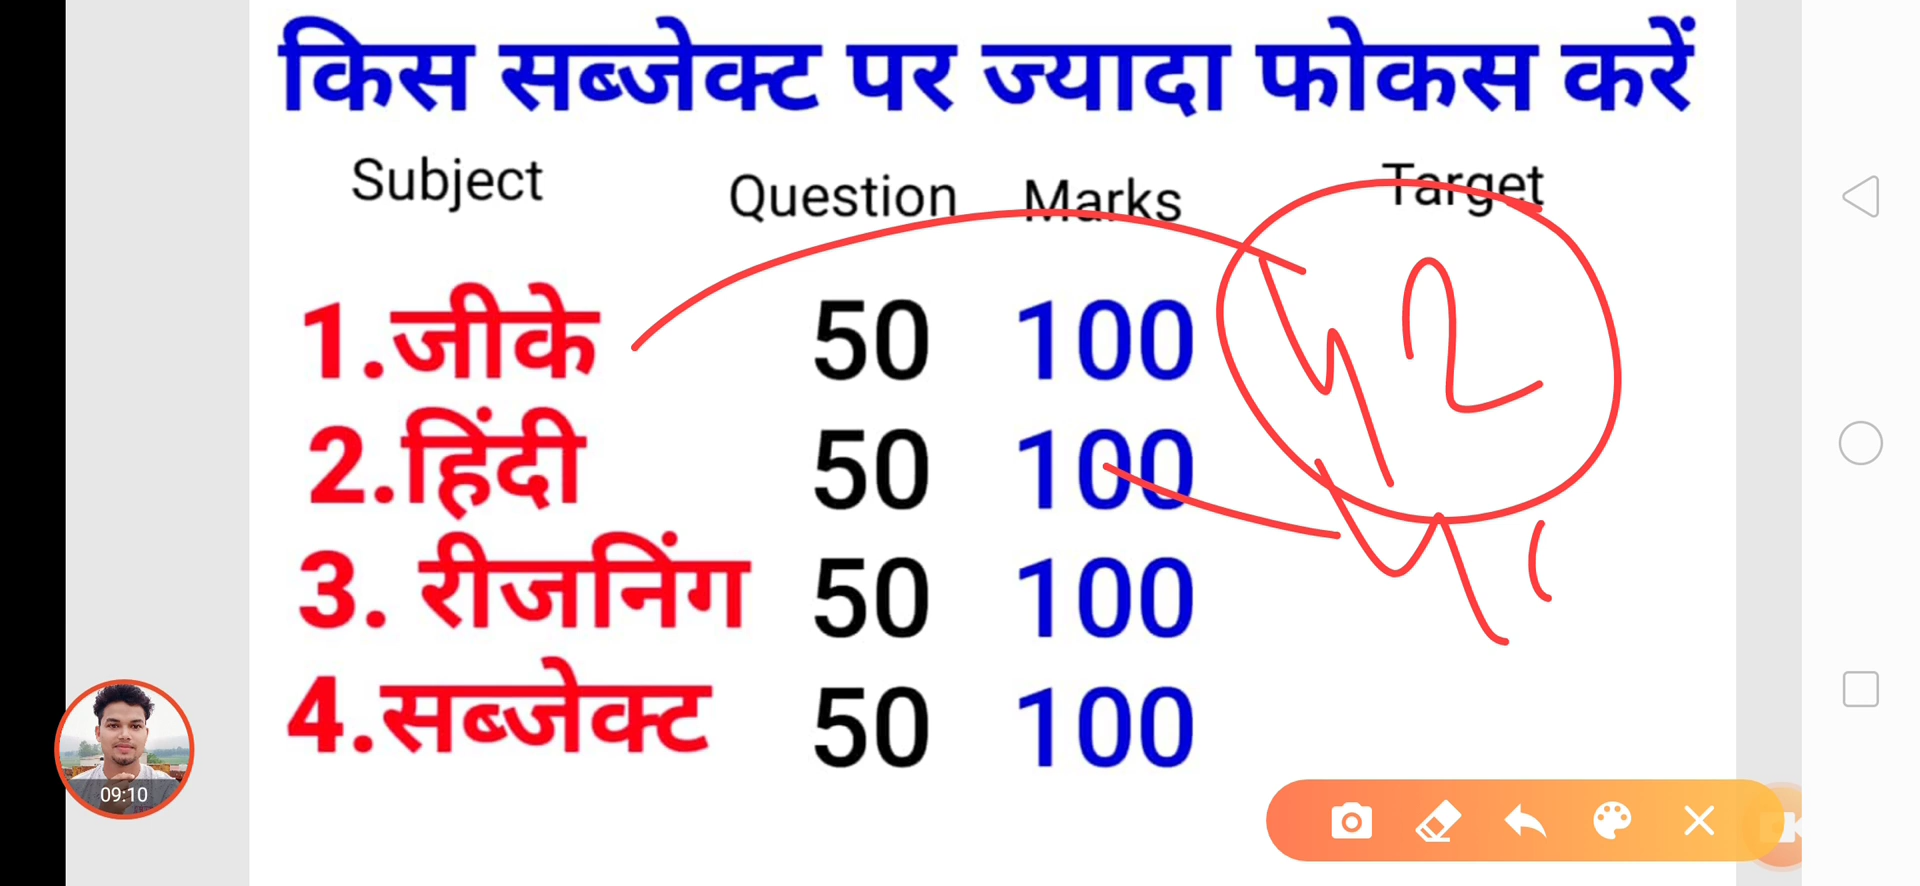 किस सब्जेक्ट पर ज्यादा फोकस करें
Subject Question Marks Target
1.जीके 50 100 42
2.हिंदी 50 100
3. रीजनिंग 50 100
4.सब्जेक्ट 50 100
09:10